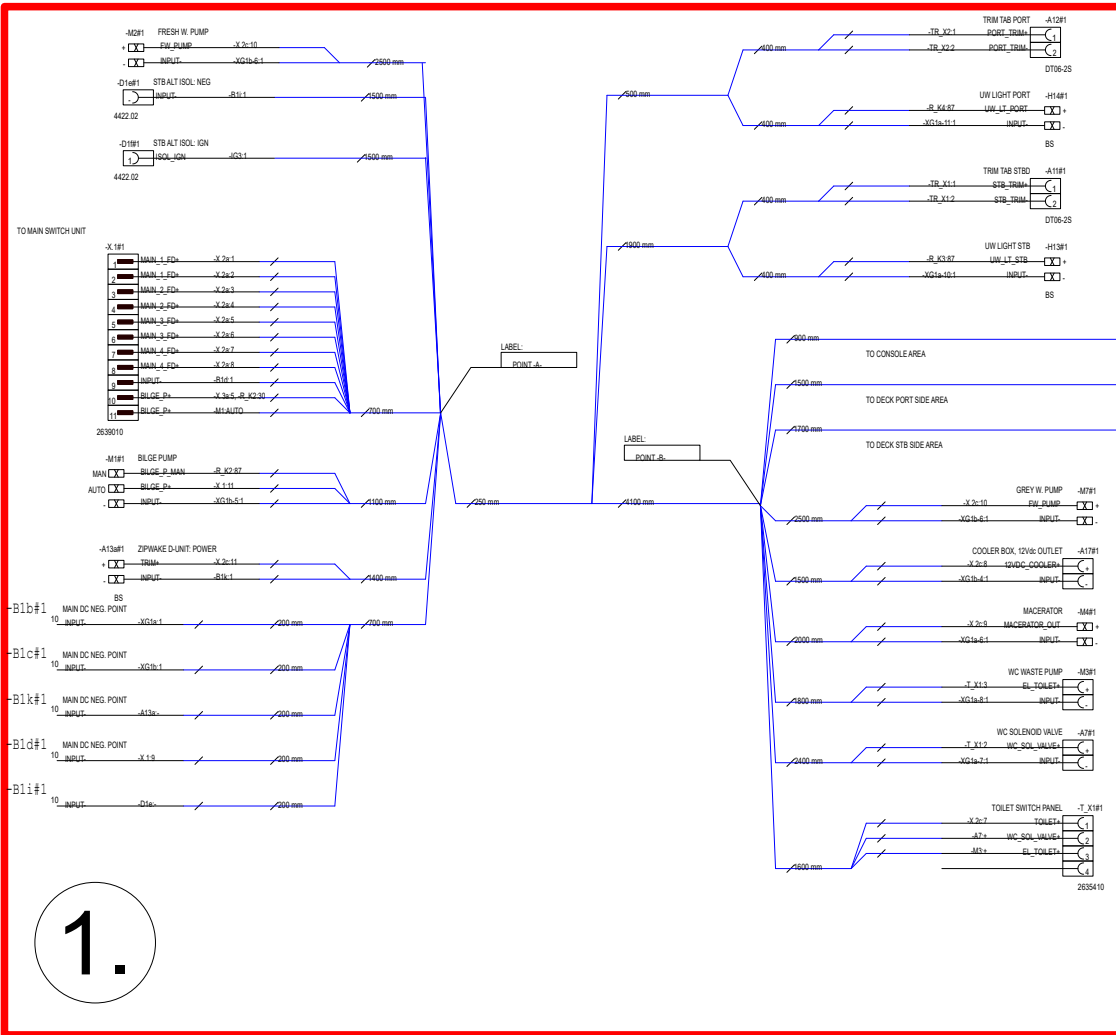 -M2#1 FRESH W. PUMP
+ X FW_PUMP -X.2c:10
- X INPUT- -XG1b-6:1 2500 mm
-D1e#1 STB ALT ISOL: NEG
- INPUT- -B1i:1 1500 mm
4422.02
-D1f#1 STB ALT ISOL: IGN
1 ISOL_IGN -IG3:1 1500 mm
4422.02
TO MAIN SWITCH UNIT
-X.1#1
1 MAIN_1_FD+ -X.2a:1
2 MAIN_1_FD+ -X.2a:2
3 MAIN_2_FD+ -X.2a:3
4 MAIN_2_FD+ -X.2a:4
5 MAIN_3_FD+ -X.2a:5
6 MAIN_3_FD+ -X.2a:6
7 MAIN_4_FD+ -X.2a:7
8 MAIN_4_FD+ -X.2a:8
9 INPUT- -B1d:1
10 BILGE_P+ -X.3a:5, -R_K2:30
11 BILGE_P+ -M1:AUTO 700 mm
2639010
-M1#1 BILGE PUMP
MAN X BILGE_P_MAN -R_K2:87
AUTO X BILGE_P+ -X.1:11
- X INPUT- -XG1b-5:1 1100 mm
-A13a#1 ZIPWAKE D-UNIT: POWER
+ X TRIM+ -X.2c:11
- X INPUT- -B1k:1 1400 mm
BS
-B1b#1 MAIN DC NEG. POINT
10 INPUT- -XG1a:1 200 mm 700 mm
-B1c#1 MAIN DC NEG. POINT
10 INPUT- -XG1b:1 200 mm
-B1k#1 MAIN DC NEG. POINT
10 INPUT- -A13a:- 200 mm
-B1d#1 MAIN DC NEG. POINT
10 INPUT- -X.1:9 200 mm
-B1i#1
10 INPUT- -D1e:- 200 mm
1.
LABEL:
POINT -A-
250 mm
LABEL:
POINT -B-
4100 mm
TRIM TAB PORT -A12#1
400 mm -TR_X2:1 PORT_TRIM+ 1
-TR_X2:2 PORT_TRIM- 2
DT06-2S
500 mm
UW LIGHT PORT -H14#1
-R_K4:87 UW_LT_PORT X +
400 mm -XG1a-11:1 INPUT- X -
BS
TRIM TAB STBD -A11#1
-TR_X1:1 STB_TRIM+ 1
400 mm -TR_X1:2 STB_TRIM- 2
DT06-2S
1900 mm
UW LIGHT STB -H13#1
-R_K3:87 UW_LT_STB X +
400 mm -XG1a-10:1 INPUT- X -
BS
900 mm
TO CONSOLE AREA
1500 mm
TO DECK PORT SIDE AREA
1700 mm
TO DECK STB SIDE AREA
GREY W. PUMP -M7#1
-X.2c:10 FW_PUMP X +
2500 mm -XG1b-6:1 INPUT- X -
COOLER BOX, 12Vdc OUTLET -A17#1
-X.2c:8 12VDC_COOLER+ +
1500 mm -XG1b-4:1 INPUT- -
MACERATOR -M4#1
-X.2c:9 MACERATOR_OUT X +
2000 mm -XG1a-6:1 INPUT- X -
WC WASTE PUMP -M3#1
-T_X1:3 EL_TOILET+ +
1800 mm -XG1a-8:1 INPUT- -
WC SOLENOID VALVE -A7#1
-T_X1:2 WC_SOL_VALVE+ +
2400 mm -XG1a-7:1 INPUT- -
TOILET SWITCH PANEL -T_X1#1
-X.2c:7 TOILET+ 1
-A7:+ WC_SOL_VALVE+ 2
-M3:+ EL_TOILET+ 3
1600 mm 4
2635410